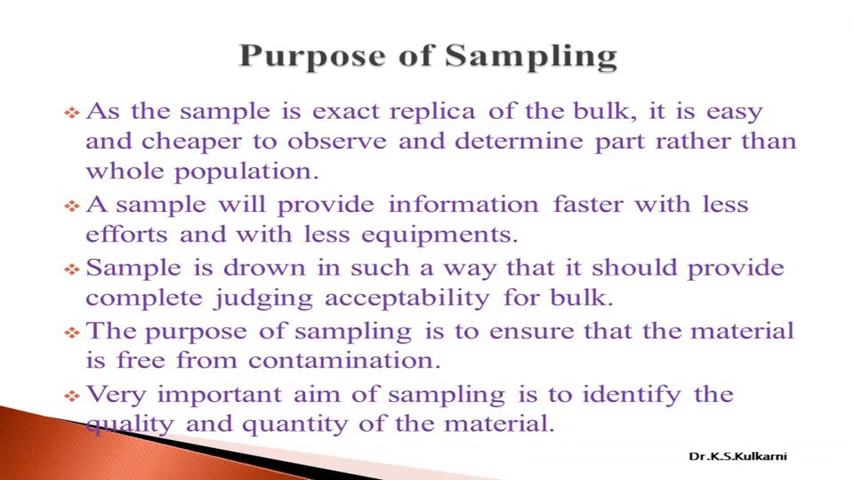 Purpose of Sampling
❖ As the sample is exact replica of the bulk, it is easy
and cheaper to observe and determine part rather than
whole population.
❖ A sample will provide information faster with less
efforts and with less equipments.
❖ Sample is drown in such a way that it should provide
complete judging acceptability for bulk.
❖ The purpose of sampling is to ensure that the material
is free from contamination.
❖ Very important aim of sampling is to identify the
quality and quantity of the material.
Dr.K.S.Kulkarni